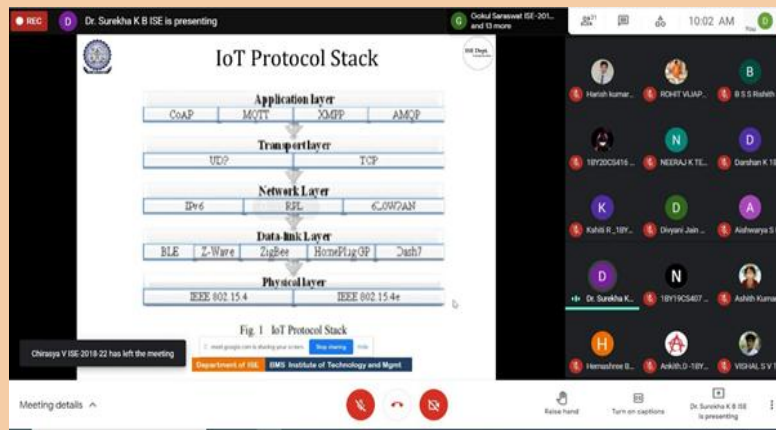 REC
D
Dr. Surekha K B ISE is presenting
G
Gokul Saraswat ISE-201...
and 13 more
10:02 AM
You
D
IoT Protocol Stack
ISE Dept.
Application layer
CoAP MQTT XMPP AMQP
Transport layer
UDP TCP
Network Layer
IPv6 RPL 6LOWPAN
Data-link Layer
BLE Z-Wave ZigBee HomePlugGP Dash7
Physical layer
IEEE 802.15.4 IEEE 802.15.4e
Fig. 1 IoT Protocol Stack
meet.google.com is sharing your screen. Stop sharing Hide
Department of ISE BMS Institute of Technology and Mgmt
Chirasya V ISE-2018-22 has left the meeting
Harish kumar... ROHIT VIJAP... B
B S S Rishith
N D
1BY20CS416 ... NEERAJ K TE... Darshan K 1B
K D A
Kshiti R _1BY... Divyani Jain ... Aishwarya S
D N
Dr. Surekha K... 1BY19CS407 ... Ashith Kuma
H
Hemashree B... Ankith.D -1BY... VISHAL S V 1
Meeting details
Raise hand
Turn on captions
Dr. Surekha K B ISE
is presenting